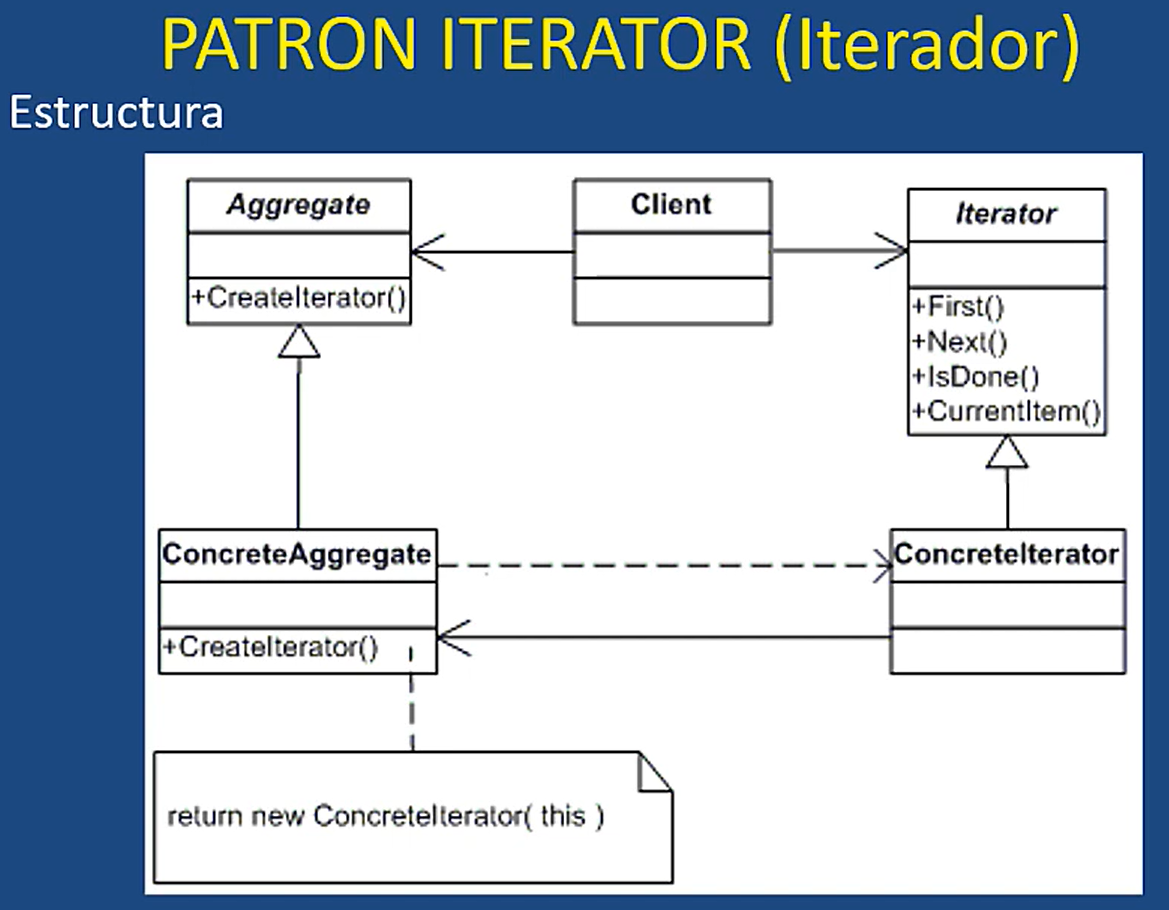 PATRON ITERATOR (Iterador)
Estructura
Aggregate
+CreateIterator()
Client
Iterator
+First()
+Next()
+IsDone()
+CurrentItem()
ConcreteAggregate
+CreateIterator()
ConcreteIterator
return new ConcreteIterator( this )